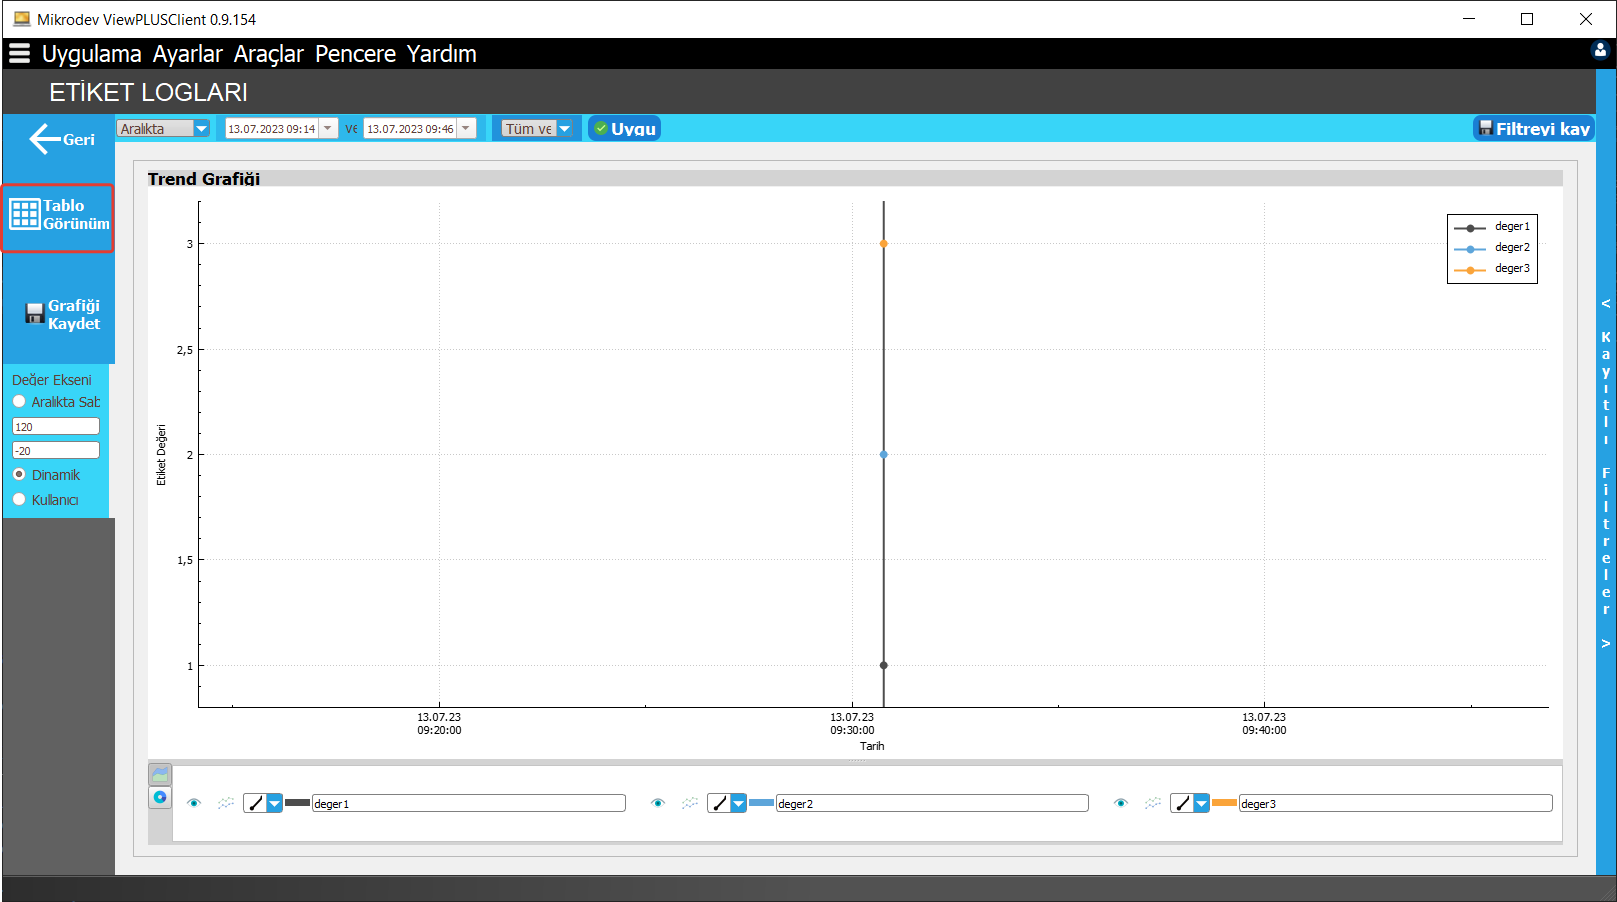 Mikrodev ViewPLUSClient 0.9.154
Uygulama Ayarlar Araçlar Pencere Yardım
ETİKET LOGLARI
Geri
Aralıkta
13.07.2023 09:14
ve
13.07.2023 09:46
Tüm ve
Uygu
Filtreyi kay
Tablo
Görünüm
Grafiği
Kaydet
Değer Ekseni
Aralıkta Sab
120
-20
Dinamik
Kullanıcı
Trend Grafiği
3
2,5
2
1,5
1
Etiket Değeri
deger1
deger2
deger3
13.07.23
09:20:00
13.07.23
09:30:00
13.07.23
09:40:00
Tarih
deger1
deger2
deger3
< Kayıtlı Filtreler >